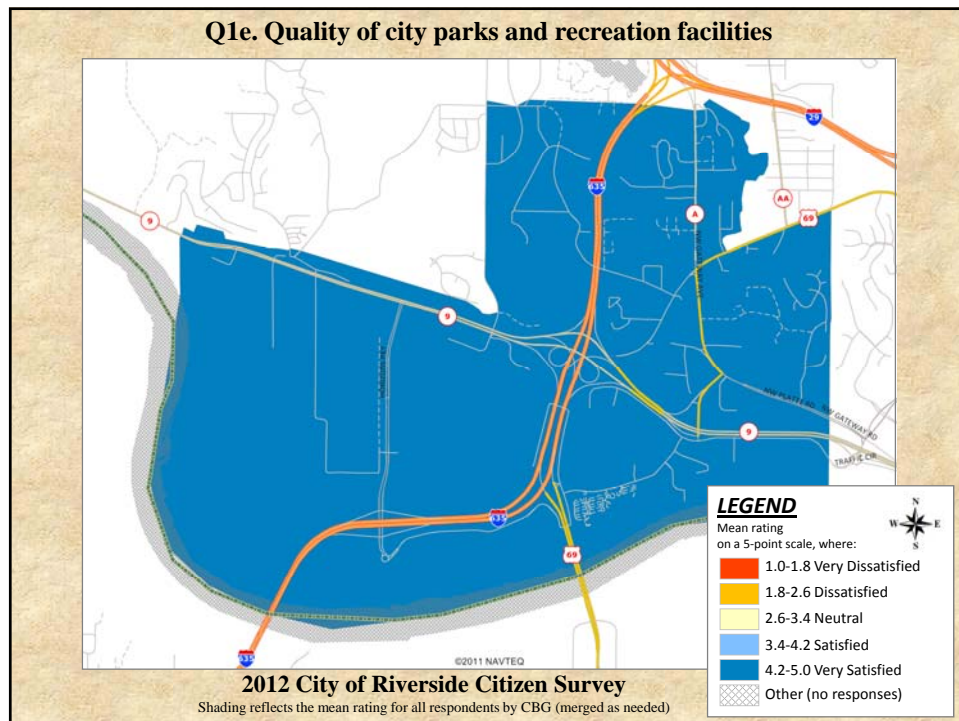 Q1e. Quality of city parks and recreation facilities
29
635
A
AA
69
9
9
NW PLATTE RD
NW GATEWAY RD
9
TRAFFIC CIR
635
69
635
©2011 NAVTEQ
LEGEND
Mean rating
on a 5-point scale, where:
N
W E
S
1.0-1.8 Very Dissatisfied
1.8-2.6 Dissatisfied
2.6-3.4 Neutral
3.4-4.2 Satisfied
4.2-5.0 Very Satisfied
Other (no responses)
2012 City of Riverside Citizen Survey
Shading reflects the mean rating for all respondents by CBG (merged as needed)